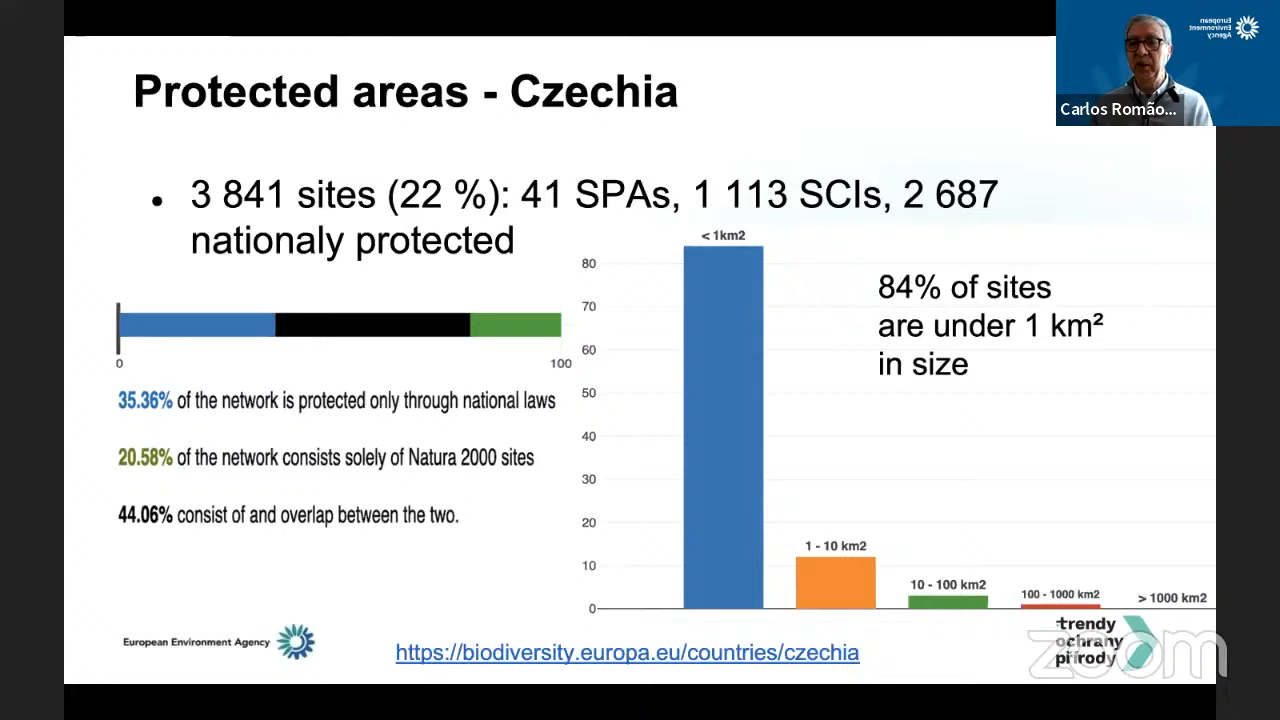 European
Environment
Agency
Carlos Romão...
Protected areas - Czechia
• 3 841 sites (22 %): 41 SPAs, 1 113 SCIs, 2 687
nationaly protected
0
100
35.36% of the network is protected only through national laws
20.58% of the network consists solely of Natura 2000 sites
44.06% consist of and overlap between the two.
84% of sites
are under 1 km²
in size
80
70
60
50
40
30
20
10
0
< 1km2
1 - 10 km2
10 - 100 km2
100 - 1000 km2
> 1000 km2
European Environment Agency
https://biodiversity.europa.eu/countries/czechia
trendy
ochrany
přírody
zoom